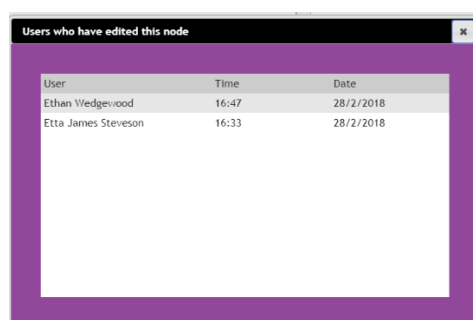 Users who have edited this node
User Time Date
Ethan Wedgewood 16:47 28/2/2018
Etta James Steveson 16:33 28/2/2018